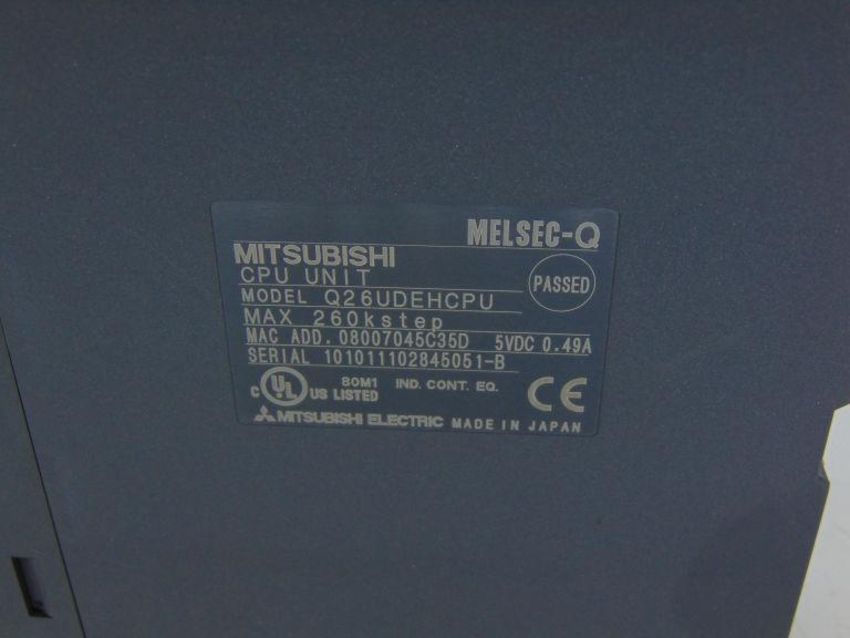 MELSEC-Q
MITSUBISHI
CPU UNIT
PASSED
MODEL Q26UDEHCPU
MAX 260kstep
MAC ADD. 08007045C35D 5VDC 0.49A
SERIAL 101011102845051-B
C UL US LISTED 80M1 IND. CONT. EQ. CE
MITSUBISHI ELECTRIC MADE IN JAPAN